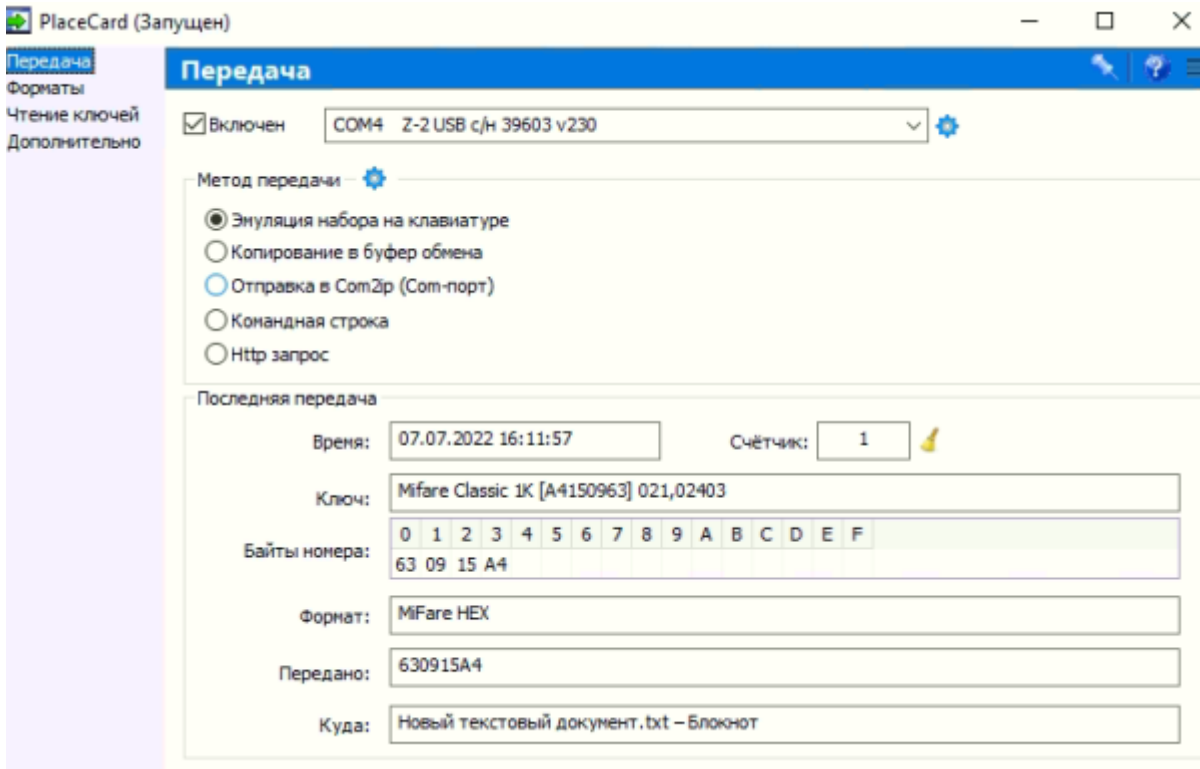 PlaceCard (Запущен)
Передача
Форматы
Чтение ключей
Дополнительно
Передача
Включен
COM4 Z-2 USB с/н 39603 v230
Метод передачи
Эмуляция набора на клавиатуре
Копирование в буфер обмена
Отправка в Com2ip (Com-порт)
Командная строка
Http запрос
Последняя передача
Время: 07.07.2022 16:11:57 Счётчик: 1
Ключ: Mifare Classic 1K [A4150963] 021,02403
0 1 2 3 4 5 6 7 8 9 A B C D E F
Байты номера:
63 09 15 A4
Формат: MiFare HEX
Передано: 630915A4
Куда: Новый текстовый документ.txt – Блокнот